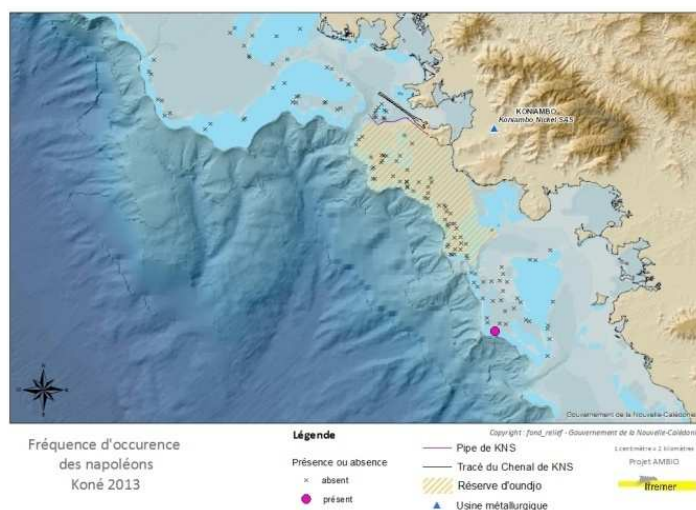 KONIAMBO
Koniambo Nickel SAS
Gouvernement de la Nouvelle-Calédonie
Fréquence d'occurence
des napoléons
Koné 2013
Légende
Présence ou absence
× absent
présent
Copyright : fond_relief - Gouvernement de la Nouvelle-Calédonie
Pipe de KNS
Tracé du Chenal de KNS
Réserve d'oundjo
Usine métallurgique
Projet AMBIO
Ifremer